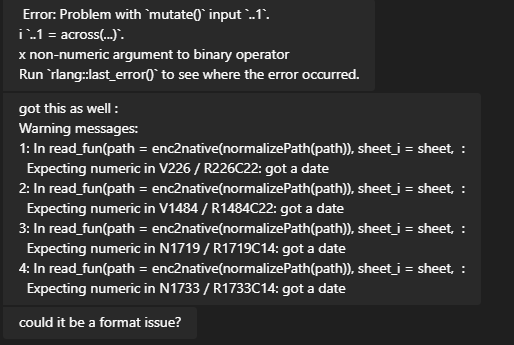 Error: Problem with `mutate()` input `..1`.
i `..1 = across(...)`.
x non-numeric argument to binary operator
Run `rlang::last_error()` to see where the error occurred.
got this as well :
Warning messages:
1: In read_fun(path = enc2native(normalizePath(path)), sheet_i = sheet,  :
  Expecting numeric in V226 / R226C22: got a date
2: In read_fun(path = enc2native(normalizePath(path)), sheet_i = sheet,  :
  Expecting numeric in V1484 / R1484C22: got a date
3: In read_fun(path = enc2native(normalizePath(path)), sheet_i = sheet,  :
  Expecting numeric in N1719 / R1719C14: got a date
4: In read_fun(path = enc2native(normalizePath(path)), sheet_i = sheet,  :
  Expecting numeric in N1733 / R1733C14: got a date
could it be a format issue?